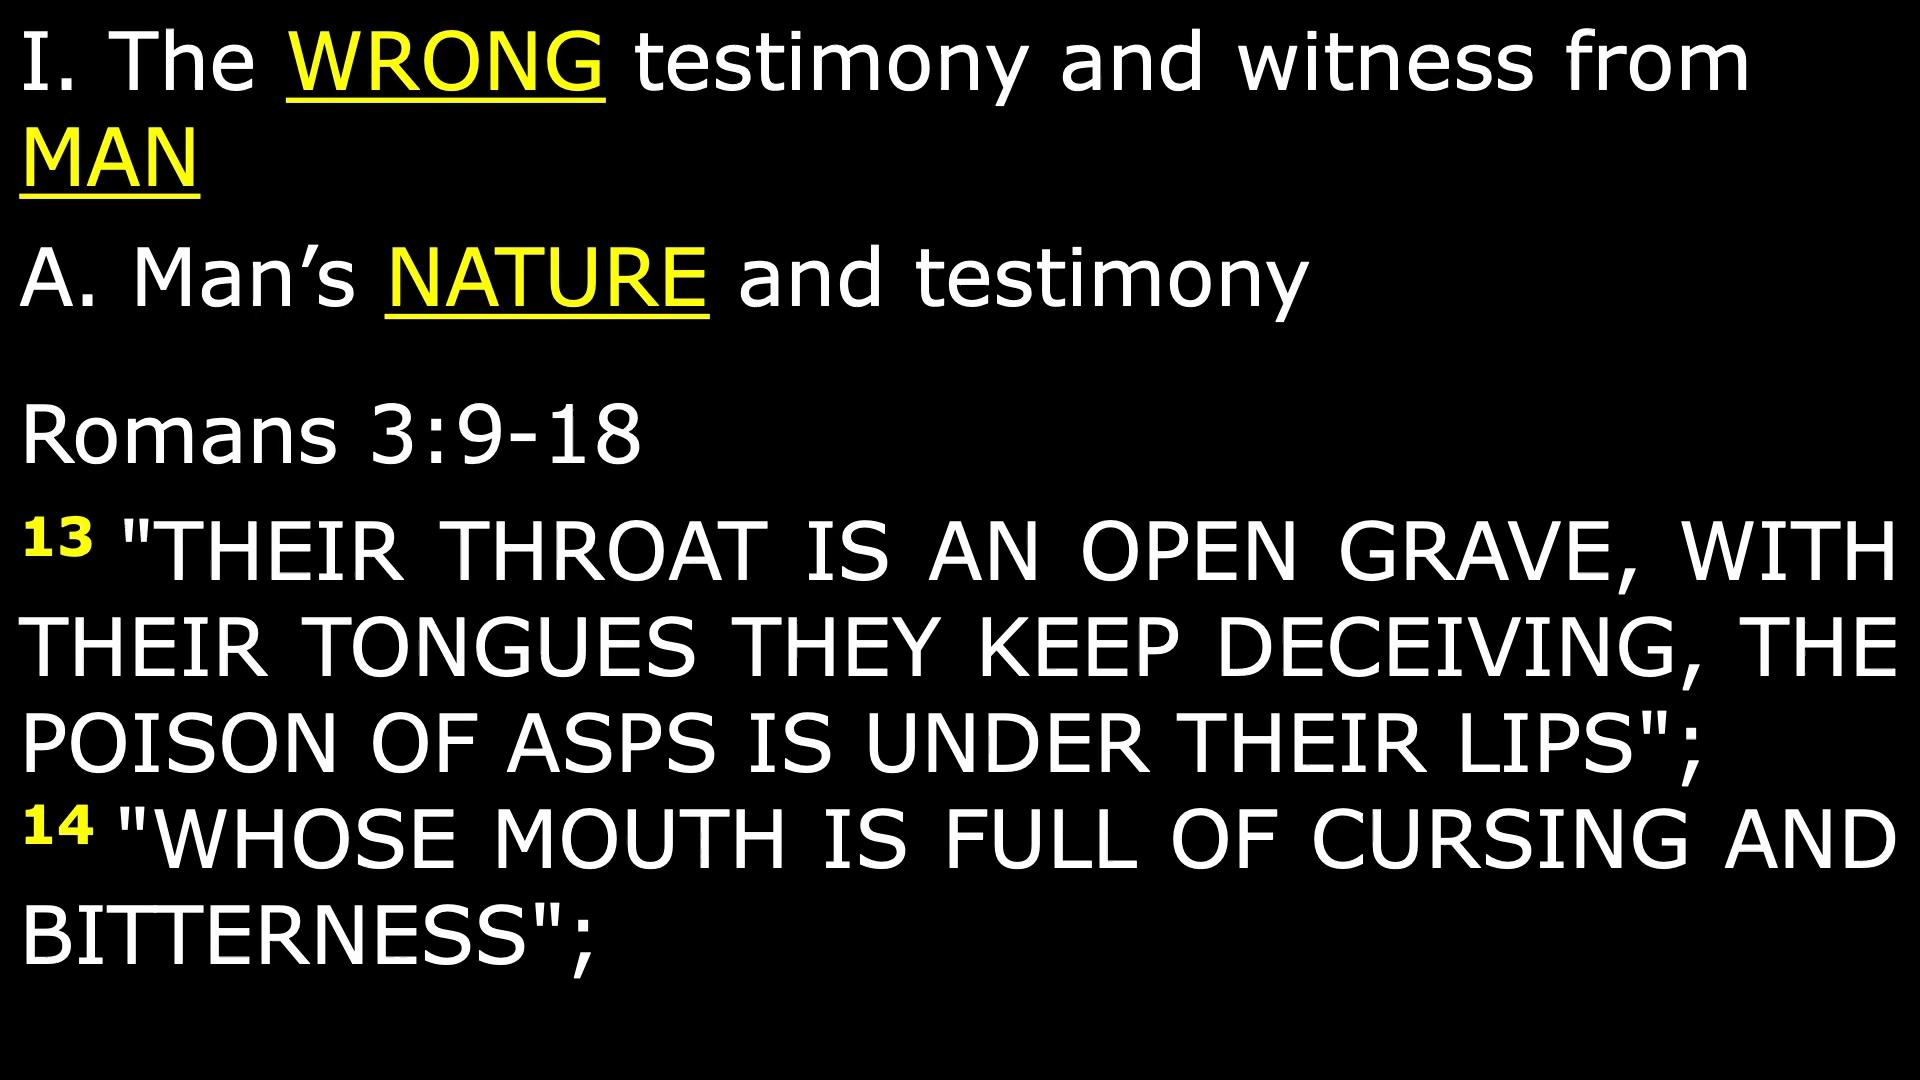 I. The WRONG testimony and witness from
MAN
A. Man’s NATURE and testimony
Romans 3:9-18
13 "THEIR THROAT IS AN OPEN GRAVE, WITH
THEIR TONGUES THEY KEEP DECEIVING, THE
POISON OF ASPS IS UNDER THEIR LIPS";
14 "WHOSE MOUTH IS FULL OF CURSING AND
BITTERNESS";